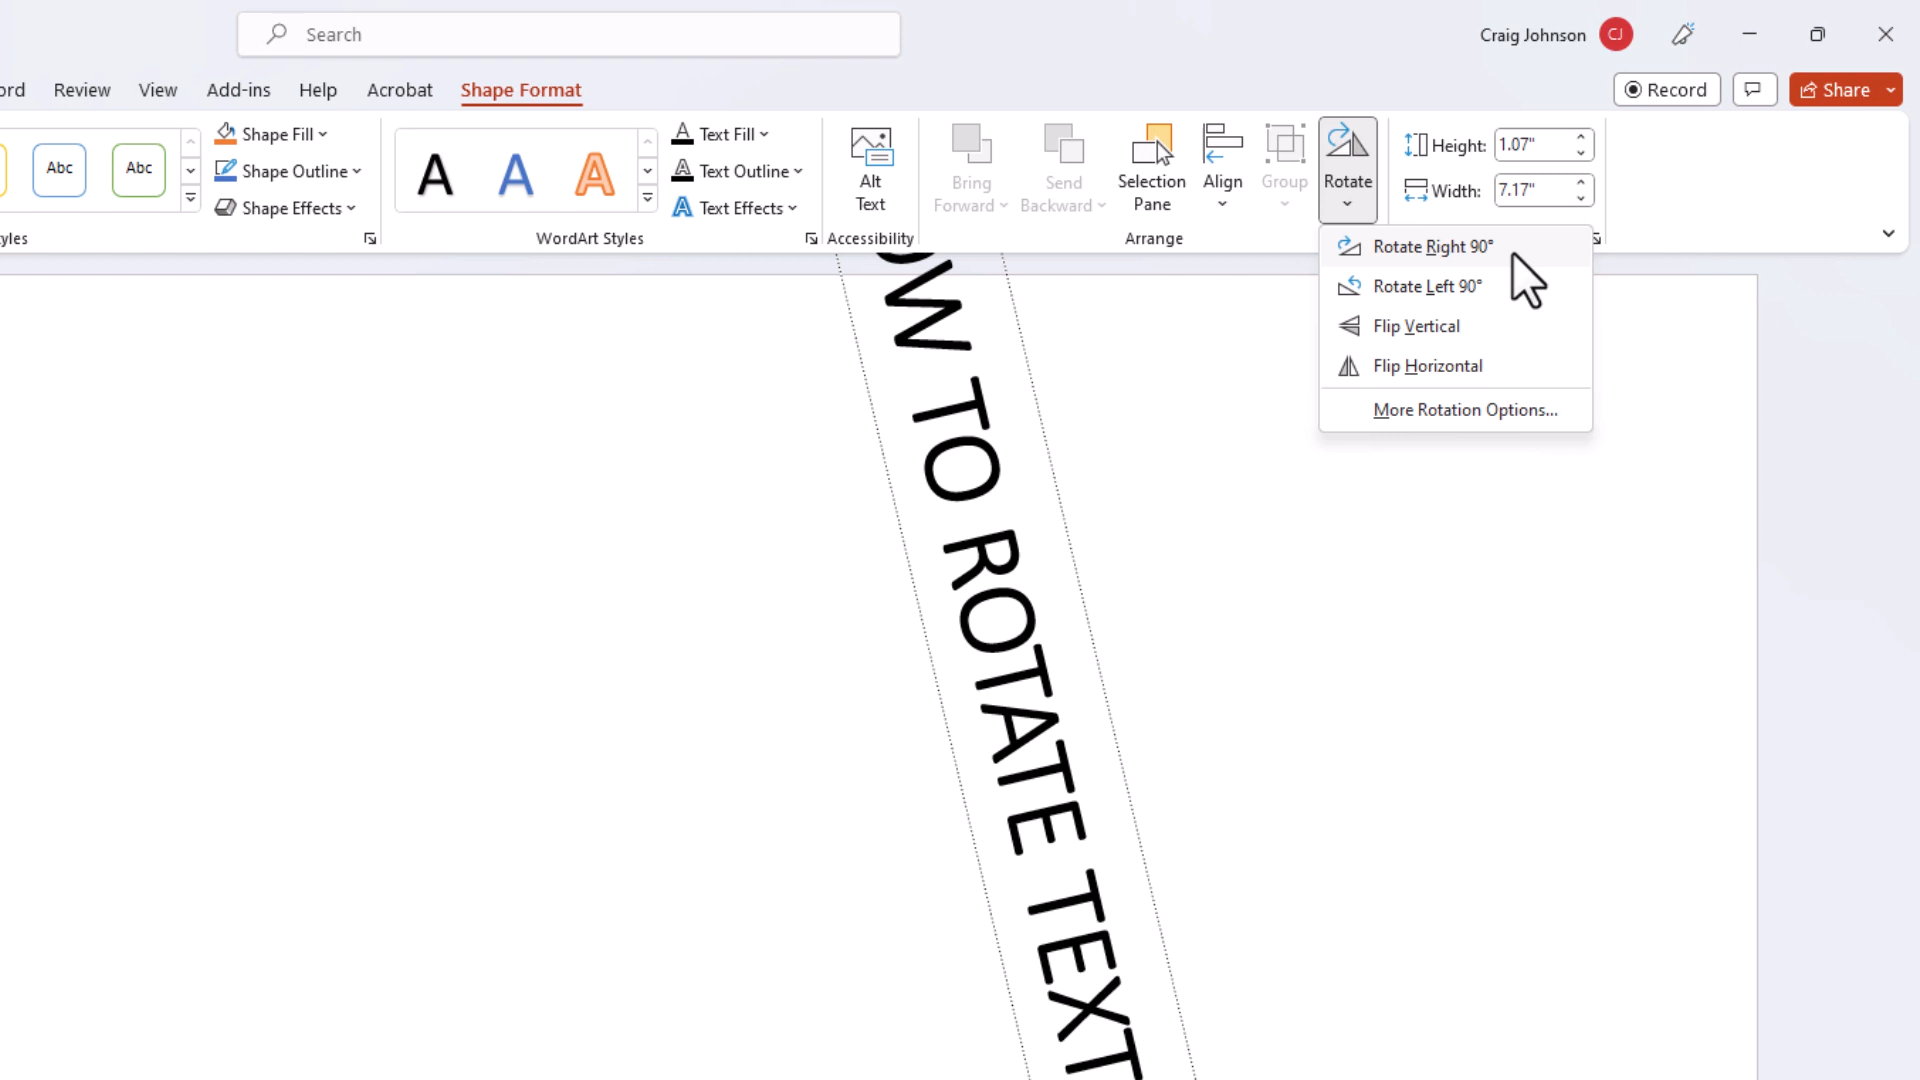 Search
Craig Johnson CJ
ord Review View Add-ins Help Acrobat Shape Format
Record Share
Abc Abc
Shape Fill
Shape Outline
Shape Effects
yles
A A A
Text Fill
Text Outline
Text Effects
WordArt Styles
Alt
Text
Accessibility
Bring
Forward
Send
Backward
Selection
Pane
Align
Group
Rotate
Arrange
Height: 1.07"
Width: 7.17"
Rotate Right 90°
Rotate Left 90°
Flip Vertical
Flip Horizontal
More Rotation Options...
OW TO ROTATE TEXT